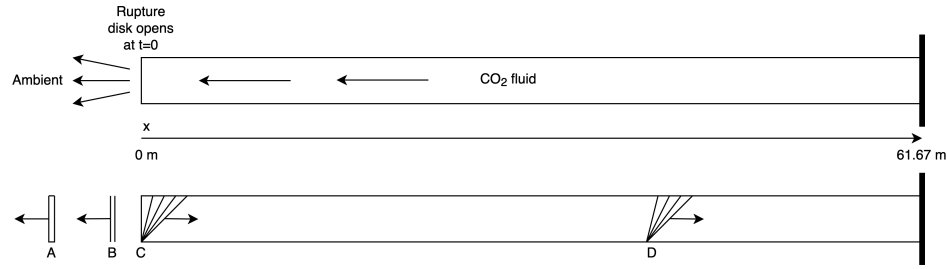 Rupture
disk opens
at t=0
Ambient
CO₂ fluid
x
0 m
61.67 m
A
B
C
D